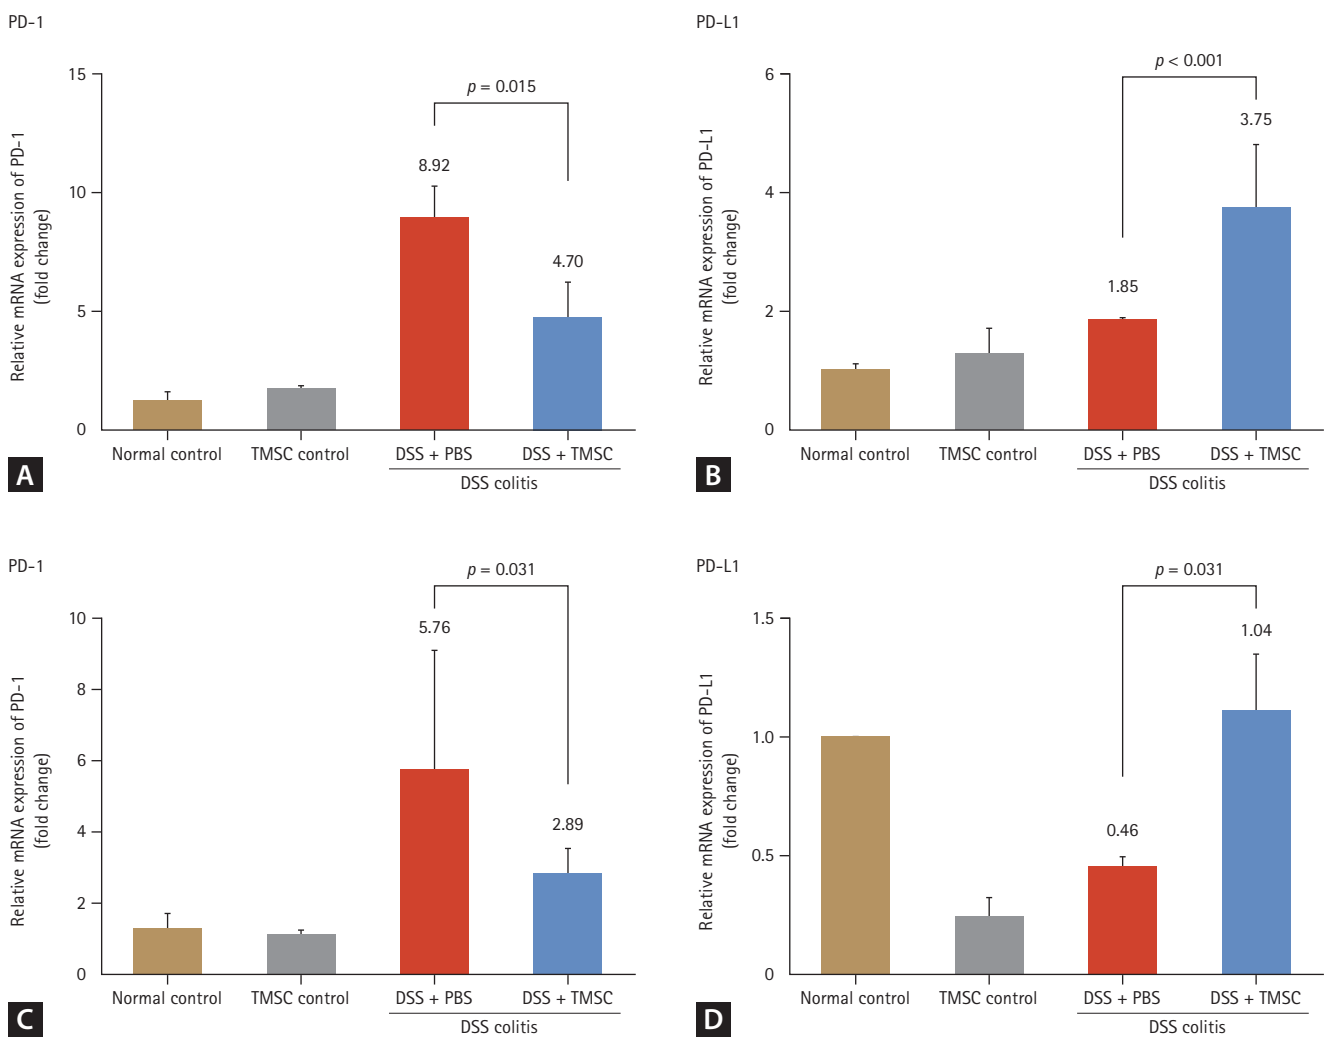 PD-1
p = 0.015
15
10
5
0
Relative mRNA expression of PD-1
(fold change)
8.92
4.70
Normal control
TMSC control
DSS + PBS
DSS + TMSC
DSS colitis
A
PD-L1
p < 0.001
6
4
2
0
Relative mRNA expression of PD-L1
(fold change)
1.85
3.75
Normal control
TMSC control
DSS + PBS
DSS + TMSC
DSS colitis
B
PD-1
p = 0.031
10
8
6
4
2
0
Relative mRNA expression of PD-1
(fold change)
5.76
2.89
Normal control
TMSC control
DSS + PBS
DSS + TMSC
DSS colitis
C
PD-L1
p = 0.031
1.5
1.0
0.5
0
Relative mRNA expression of PD-L1
(fold change)
0.46
1.04
Normal control
TMSC control
DSS + PBS
DSS + TMSC
DSS colitis
D